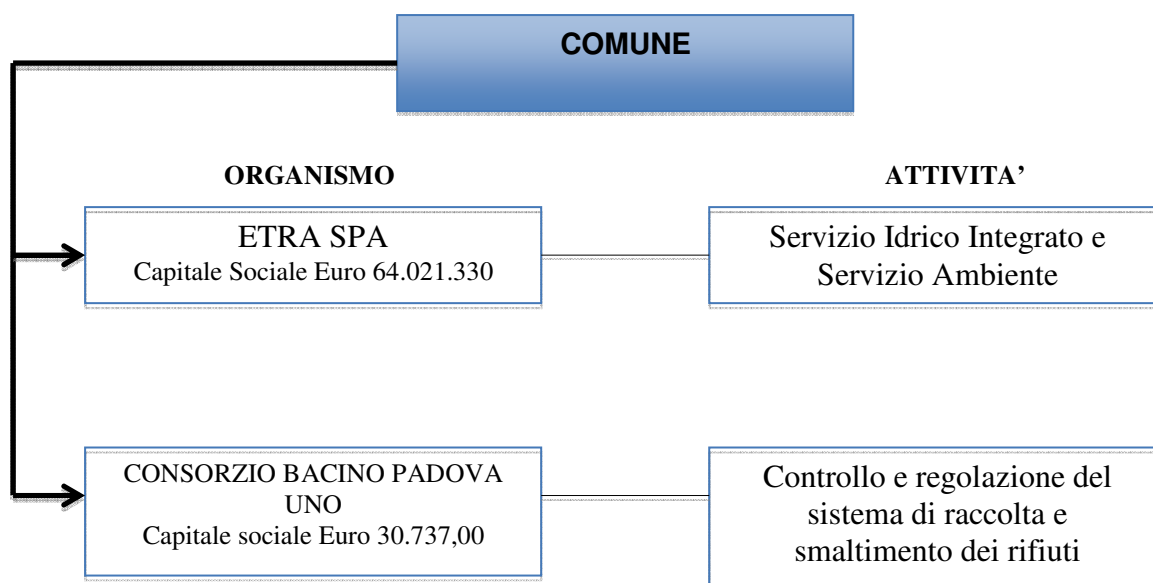 COMUNE
ORGANISMO
ATTIVITA’
ETRA SPA
Capitale Sociale Euro 64.021.330
Servizio Idrico Integrato e
Servizio Ambiente
CONSORZIO BACINO PADOVA
UNO
Capitale sociale Euro 30.737,00
Controllo e regolazione del
sistema di raccolta e
smaltimento dei rifiuti